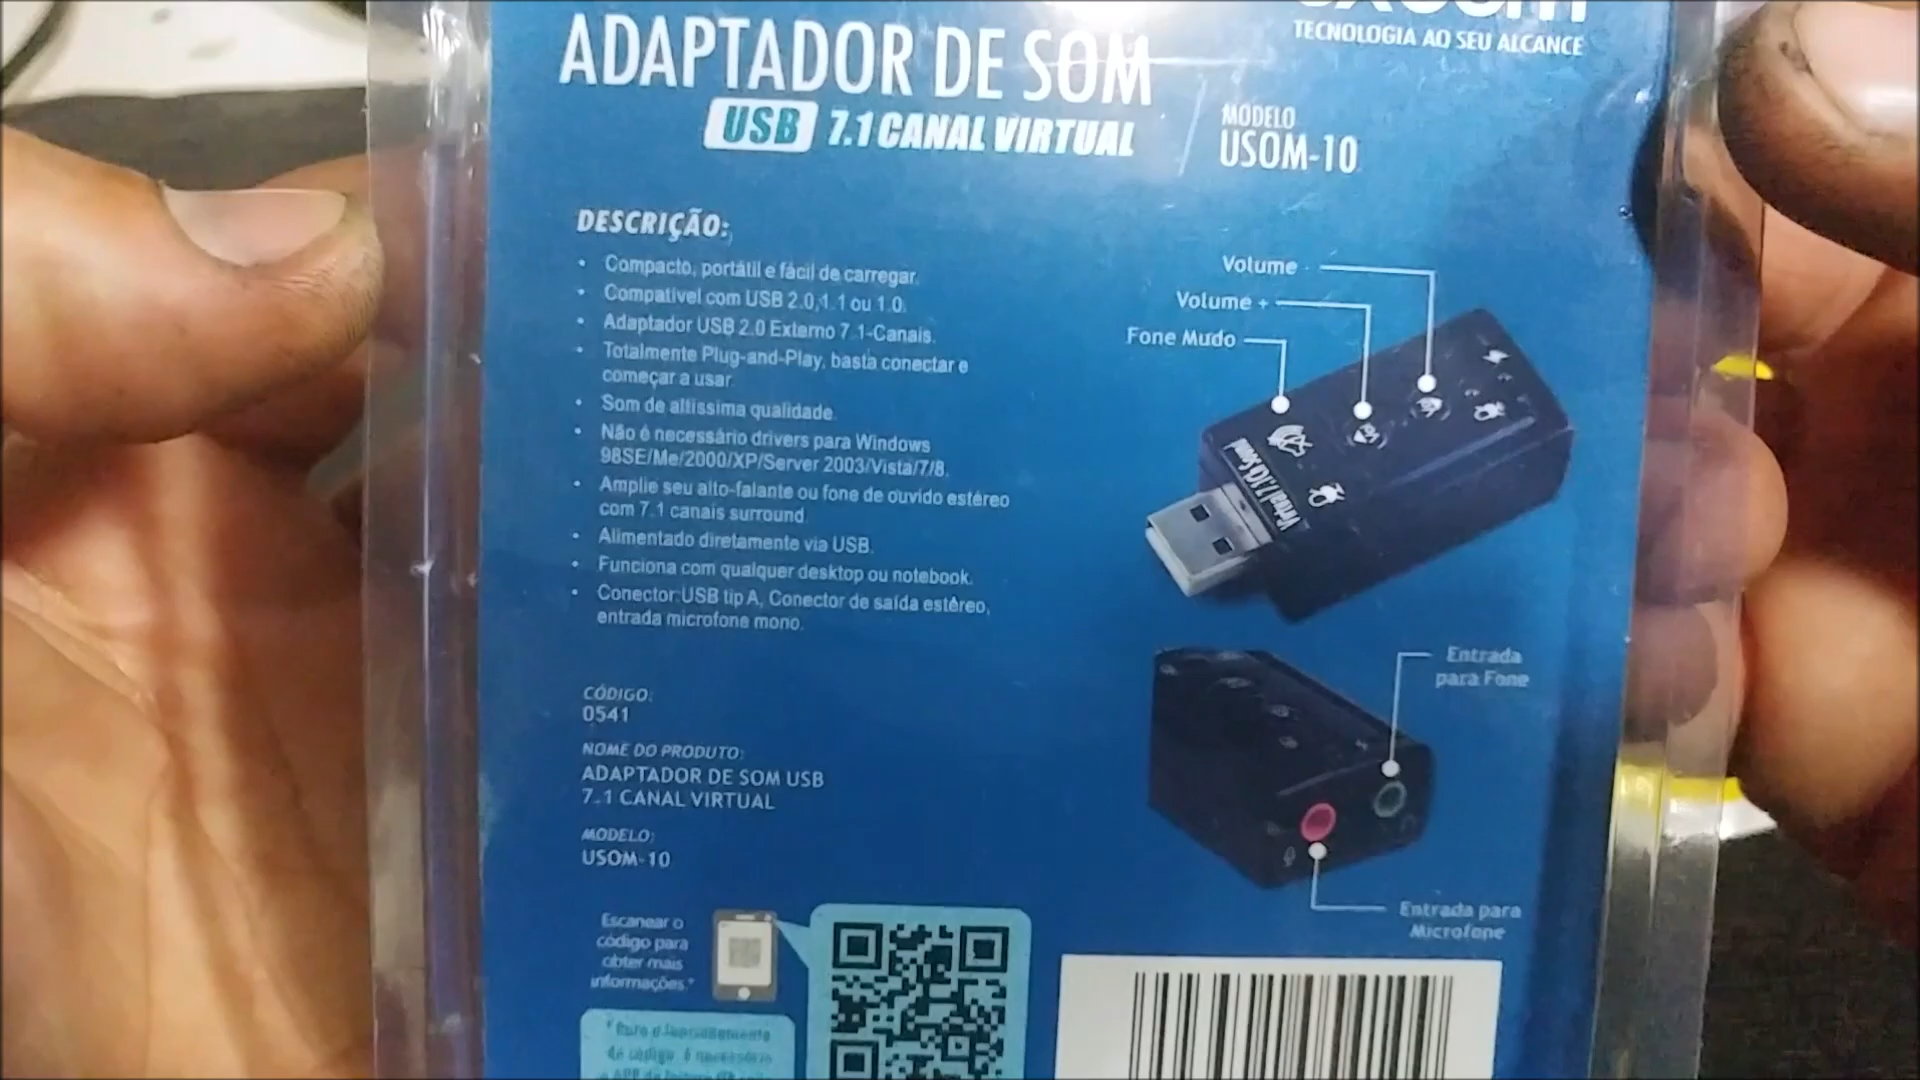 ADAPTADOR DE SOM
USB 7.1 CANAL VIRTUAL
TECNOLOGIA AO SEU ALCANCE
MODELO
USOM-10
DESCRIÇÃO:
• Compacto, portátil e fácil de carregar.
• Compatível com USB 2.0,1.1 ou 1.0.
• Adaptador USB 2.0 Externo 7.1-Canais.
• Totalmente Plug-and-Play, basta conectar e
começar a usar.
• Som de altíssima qualidade.
• Não é necessário drivers para Windows
98SE/Me/2000/XP/Server 2003/Vista/7/8.
• Amplie seu alto-falante ou fone de ouvido estéreo
com 7.1 canais surround.
• Alimentado diretamente via USB.
• Funciona com qualquer desktop ou notebook.
• Conector:USB tip A, Conector de saída estéreo,
entrada microfone mono.
Volume -
Volume +
Fone Mudo
Entrada
para Fone
Entrada para
Microfone
CÓDIGO:
0541
NOME DO PRODUTO:
ADAPTADOR DE SOM USB
7.1 CANAL VIRTUAL
MODELO:
USOM-10
Escanear o
código para
obter mais
informações.*